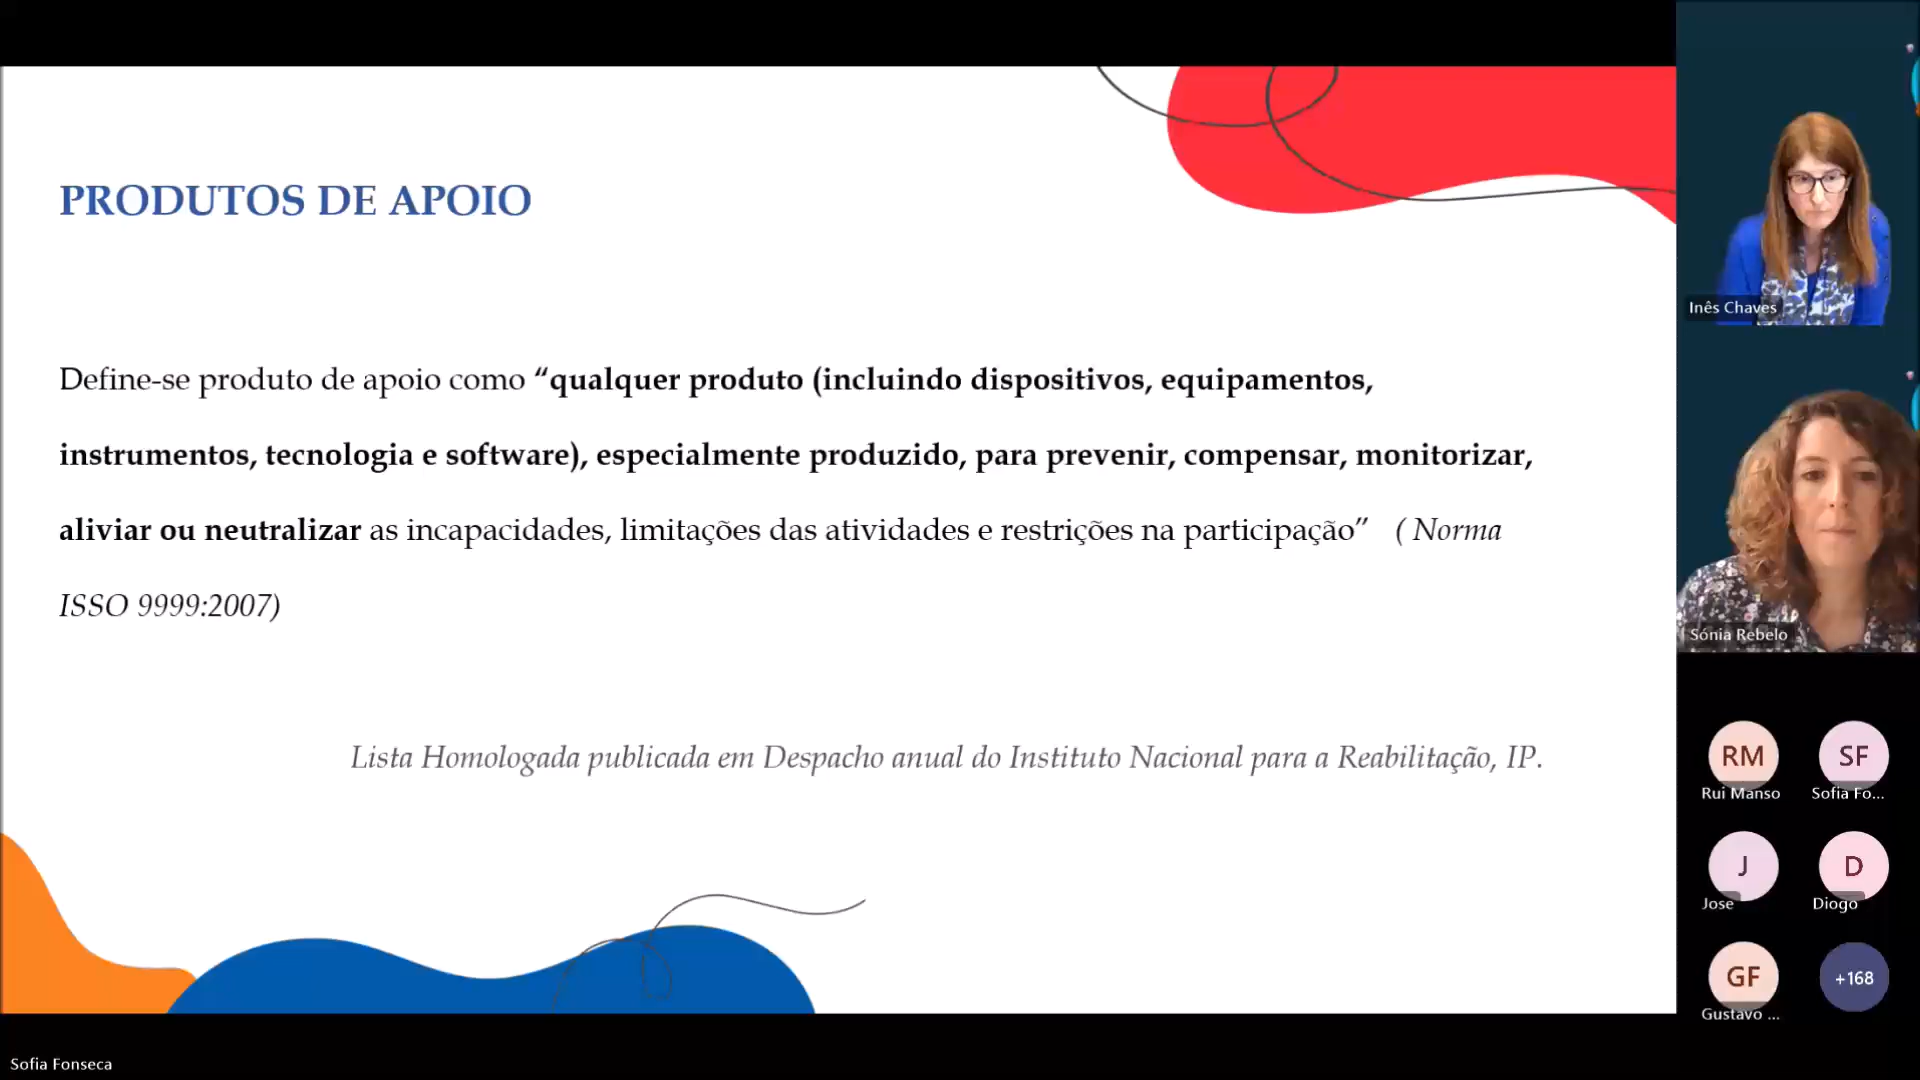 PRODUTOS DE APOIO
Define-se produto de apoio como “qualquer produto (incluindo dispositivos, equipamentos,
instrumentos, tecnologia e software), especialmente produzido, para prevenir, compensar, monitorizar,
aliviar ou neutralizar as incapacidades, limitações das atividades e restrições na participação” ( Norma
ISSO 9999:2007)
Lista Homologada publicada em Despacho anual do Instituto Nacional para a Reabilitação, IP.
Inês Chaves
Sónia Rebelo
RM
SF
Rui Manso
Sofia Fo...
J
D
Jose
Diogo
GF
+168
Gustavo ...
Sofia Fonseca